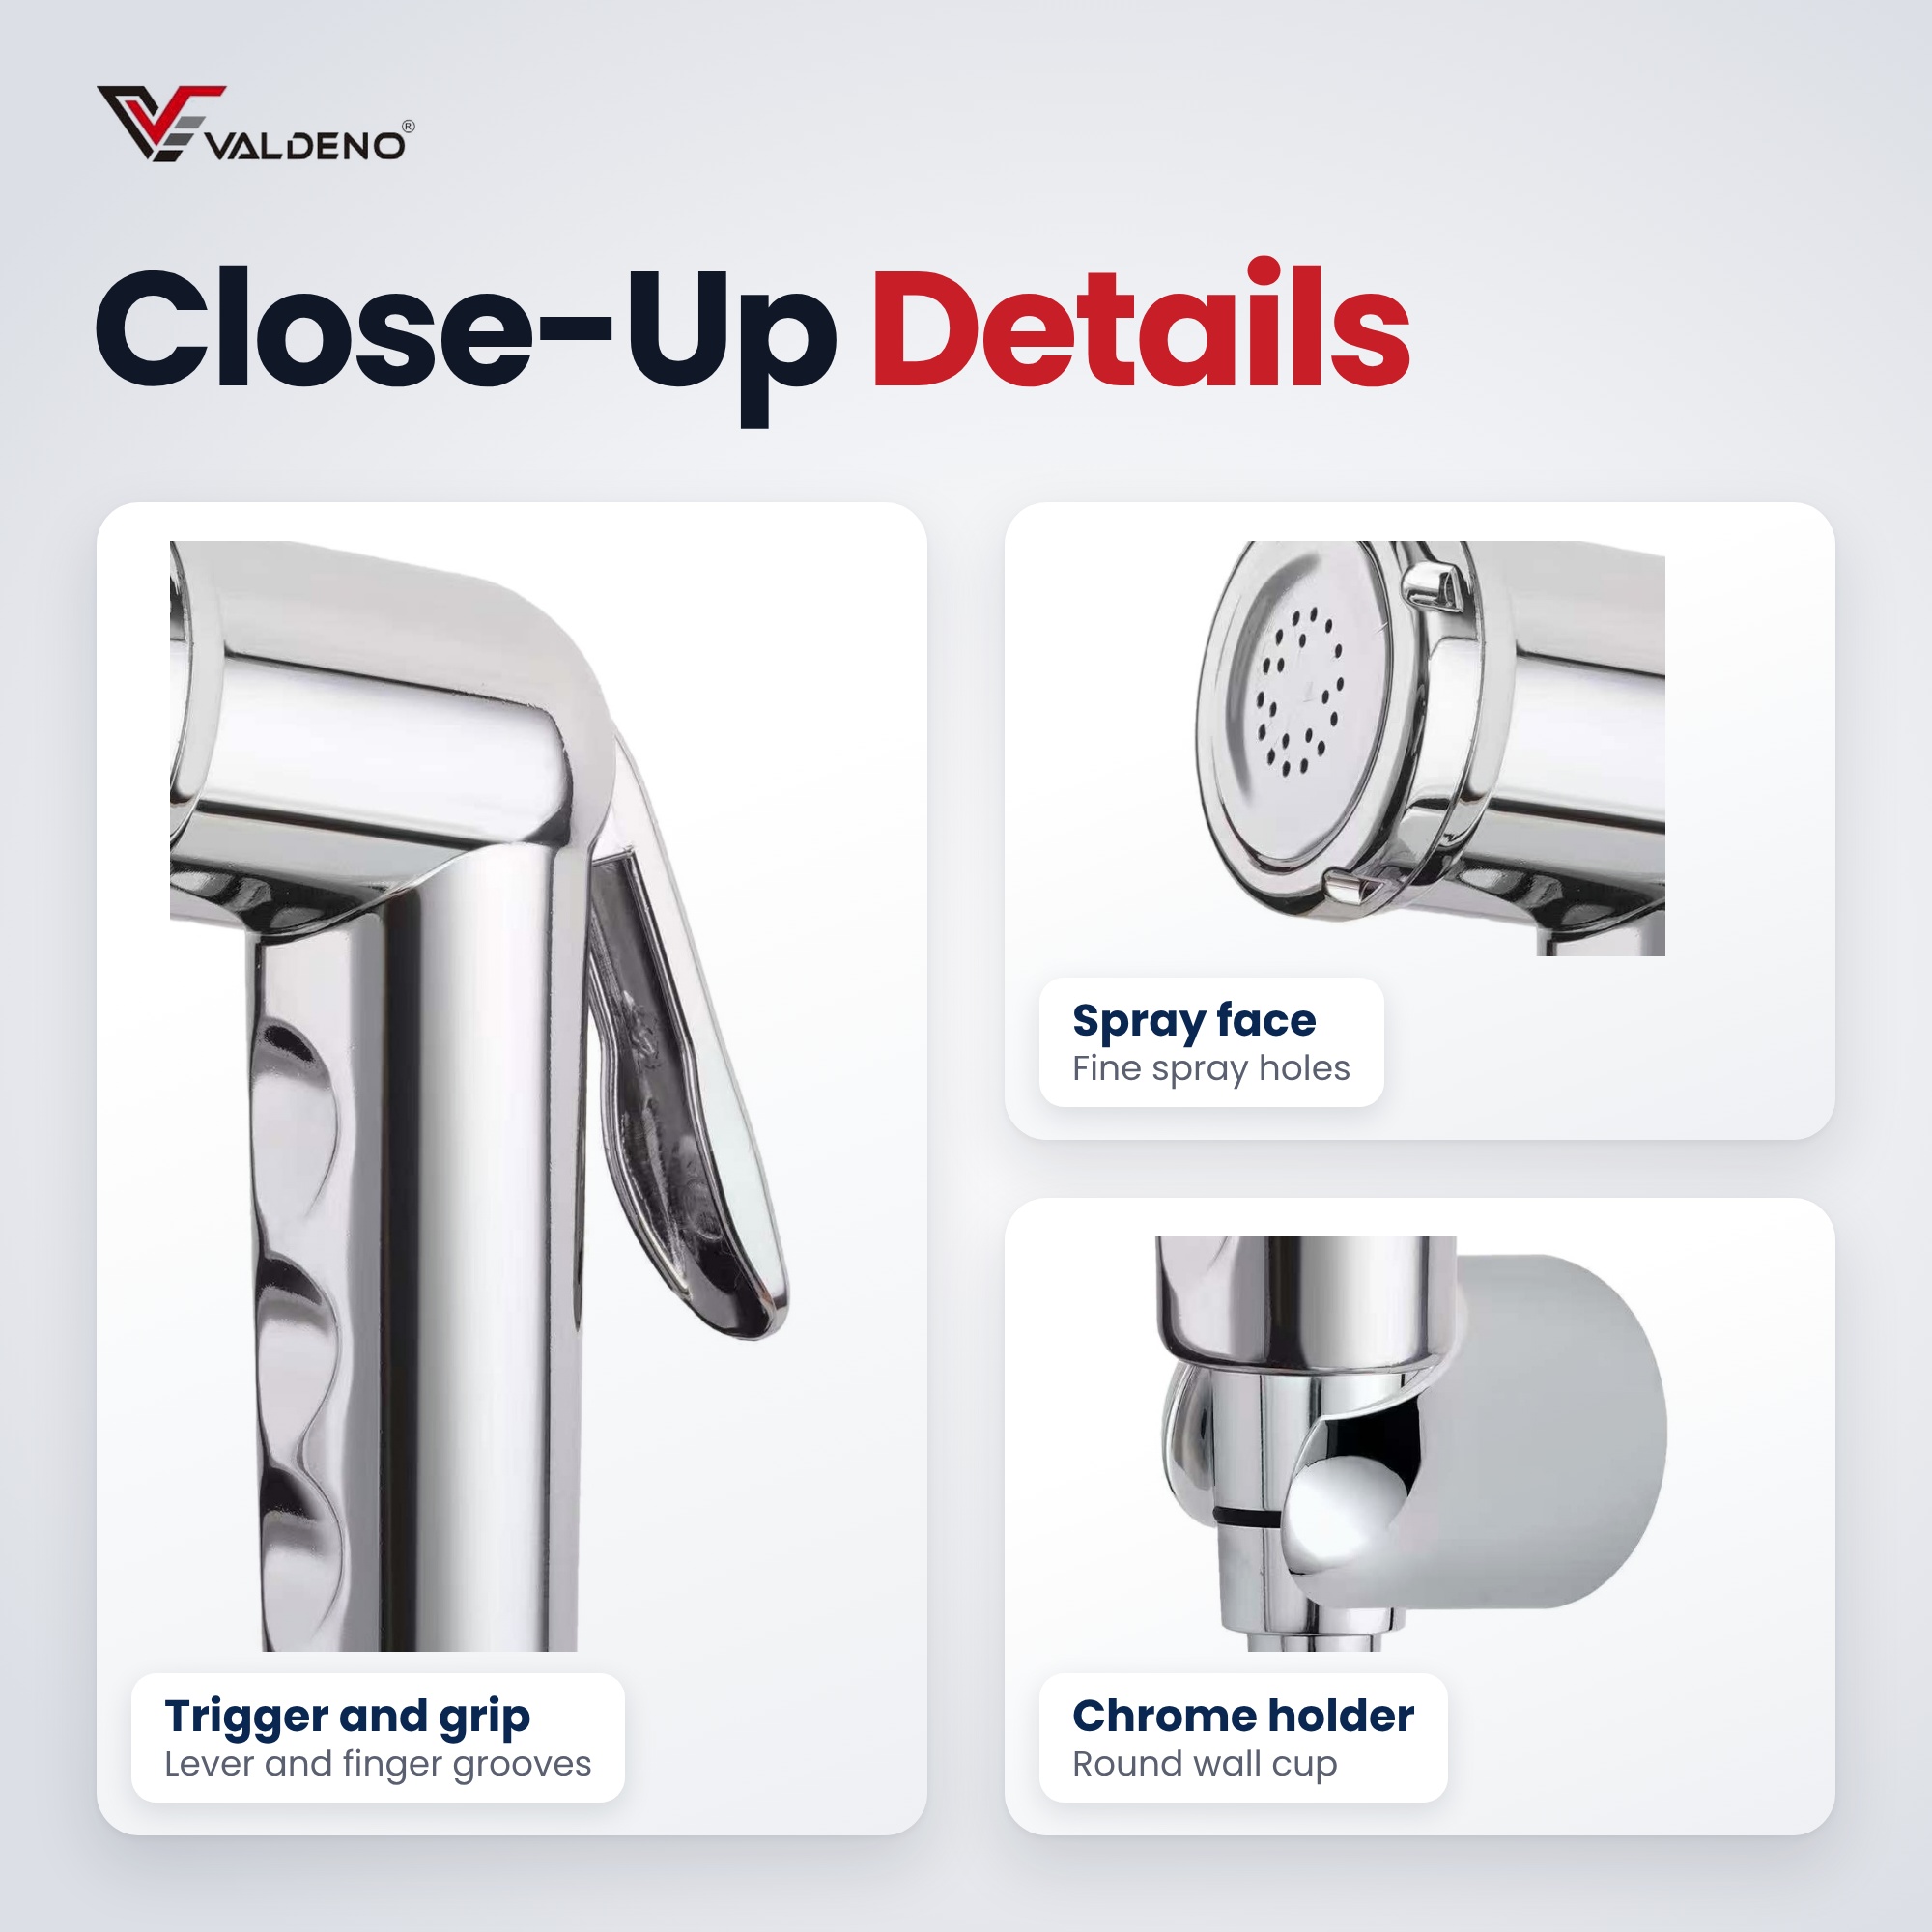 VALDENO®
Close-Up Details
Trigger and grip
Lever and finger grooves
Spray face
Fine spray holes
Chrome holder
Round wall cup